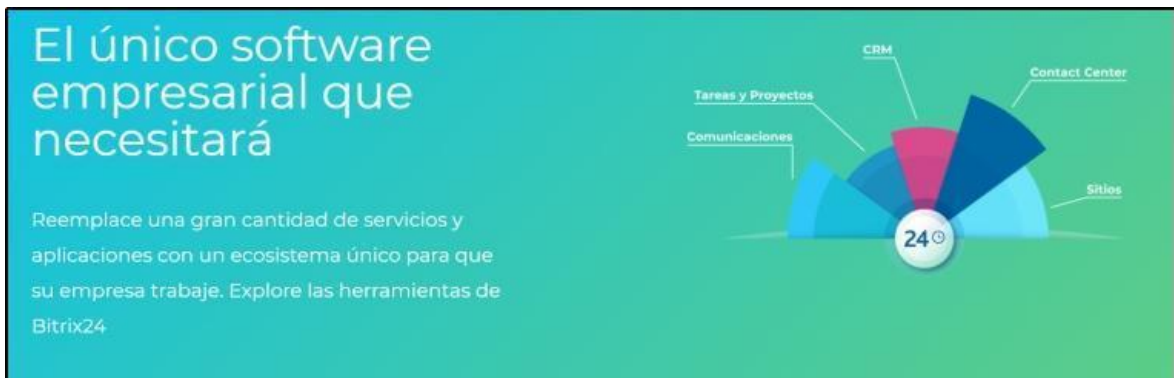 El único software
empresarial que
necesitará
Reemplace una gran cantidad de servicios y
aplicaciones con un ecosistema único para que
su empresa trabaje. Explore las herramientas de
Bitrix24
CRM
Contact Center
Tareas y Proyectos
Comunicaciones
Sitios
24